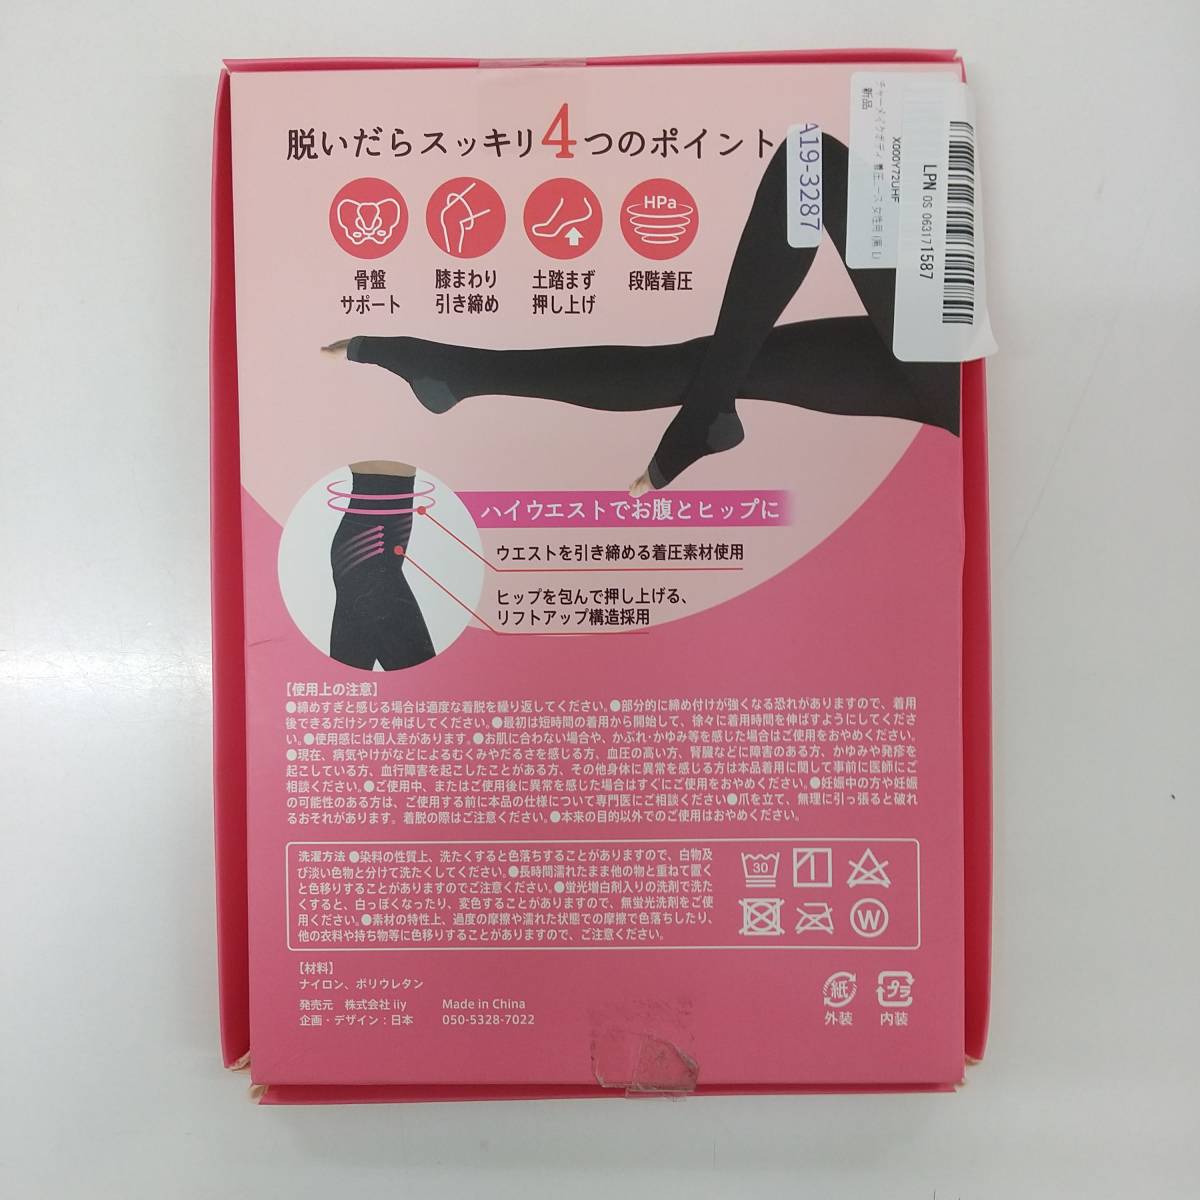 脱いだらスッキリ4つのポイント
骨盤
サポート
膝まわり
引き締め
土踏まず
押し上げ
HPa
段階着圧
A19-3287
LPN OS 063171587
X000Y72UHF
新品
ハイウエストでお腹とヒップに
ウエストを引き締める着圧素材使用
ヒップを包んで押し上げる、
リフトアップ構造採用
【使用上の注意】
●締めすぎと感じる場合は適度な着脱を繰り返してください。●部分的に締め付けが強くなる恐れがありますので、着用
後できるだけシワを伸ばしてください。●最初は短時間の着用から開始して、徐々に着用時間を伸ばすようにしてくださ
い。●使用感には個人差があります。●お肌に合わない場合や、かぶれ・かゆみ等を感じた場合はご使用をおやめください。
●現在、病気やけがなどによるむくみやだるさを感じる方、血圧の高い方、腎臓などに障害のある方、かゆみや発疹を
起こしている方、血行障害を起こしたことがある方、その他身体に異常を感じる方は本品着用に関して事前に医師にご
相談ください。●ご使用中、またはご使用後に異常を感じた場合はすぐにご使用をおやめください。●妊娠中の方や妊娠
の可能性のある方は、ご使用する前に本品の仕様について専門医にご相談ください●爪を立て、無理に引っ張ると破れ
るおそれがあります。着脱の際はご注意ください。●本来の目的以外でのご使用はおやめください。
洗濯方法 ●染料の性質上、洗たくすると色落ちすることがありますので、白物及
び淡い色物と分けて洗たくしてください。●長時間濡れたまま他の物と重ねて置く
と色移りすることがありますのでご注意ください。●蛍光増白剤入りの洗剤で洗た
くすると、白っぽくなったり、変色することがありますので、無蛍光洗剤をご使
用ください。●素材の特性上、過度の摩擦や濡れた状態での摩擦で色落ちしたり、
他の衣料や持ち物等に色移りすることがありますので、ご注意ください。
30
W
【材料】
ナイロン、ポリウレタン
発売元 株式会社 iiy
企画・デザイン:日本
Made in China
050-5328-7022
紙
外装
プラ
内装